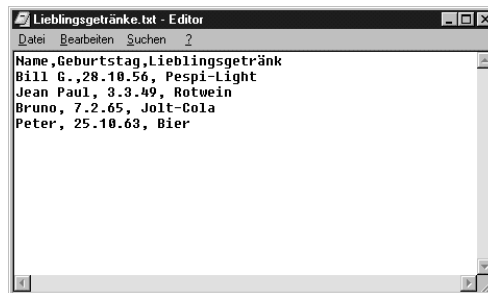 Lieblingsgetränke.txt - Editor
Datei Bearbeiten Suchen ?
Name,Geburtstag,Lieblingsgetränk
Bill G.,28.10.56, Pespi-Light
Jean Paul, 3.3.49, Rotwein
Bruno, 7.2.65, Jolt-Cola
Peter, 25.10.63, Bier